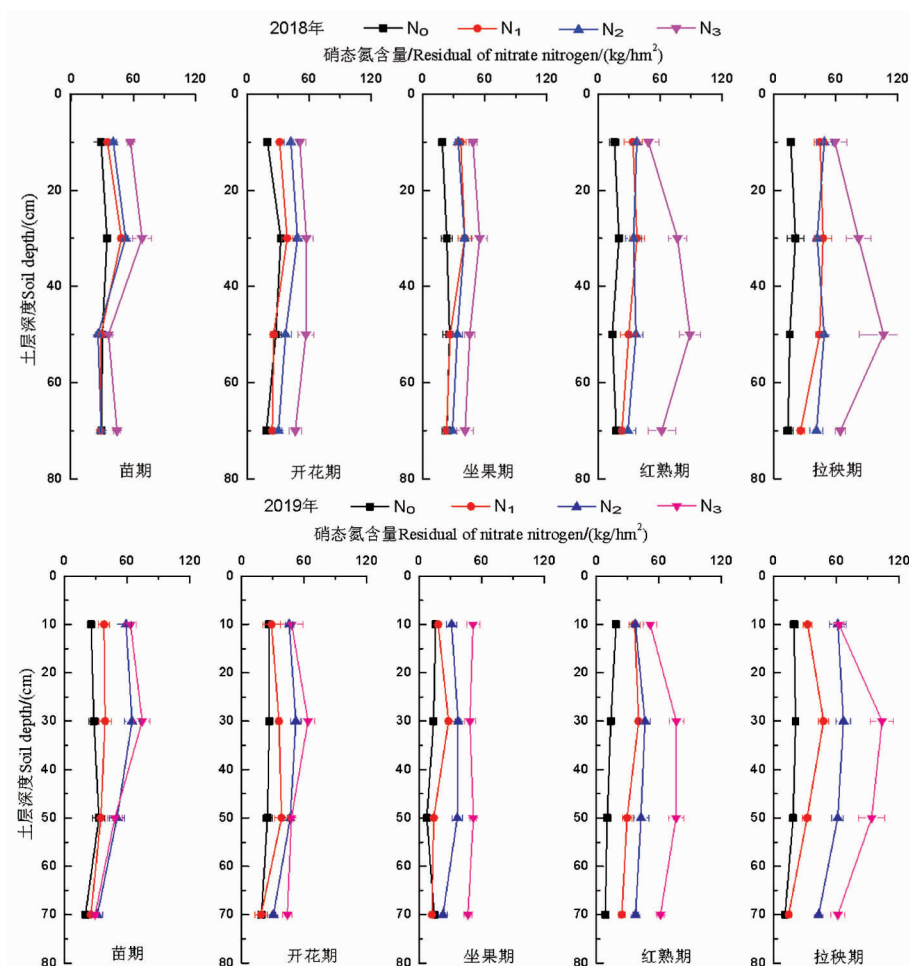 2018年 N₀ N₁ N₂ N₃
硝态氮含量/Residual of nitrate nitrogen/(kg/hm²)
0 60 120 0 60 120 0 60 120 0 60 120 0 60 120
0
20
40
60
80
土层深度Soil depth/(cm)
苗期 开花期 坐果期 红熟期 拉秧期
2019年 N₀ N₁ N₂ N₃
硝态氮含量Residual of nitrate nitrogen/(kg/hm²)
0 60 120 0 60 120 0 60 120 0 60 120 0 60 120
0
10
20
30
40
50
60
70
80
土层深度Soil depth/(cm)
苗期 开花期 坐果期 红熟期 拉秧期